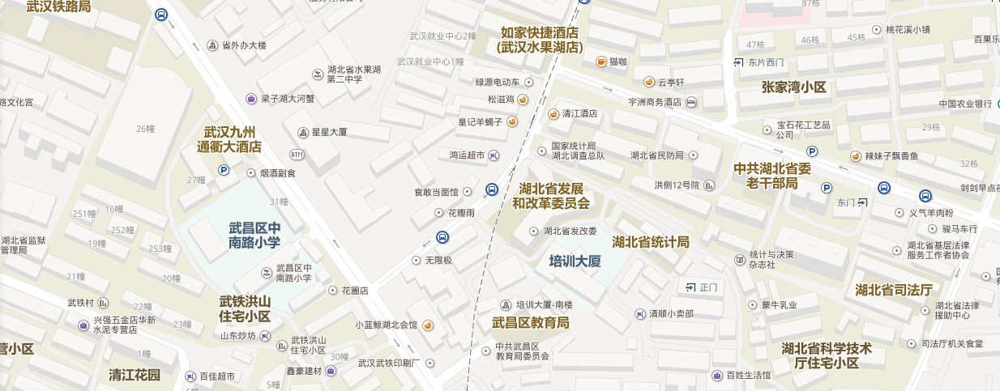 武汉铁路局
省外办大楼
武汉就业中心2幢
武汉就业中心1幢
如家快捷酒店
(武汉水果湖店)
猫咖
87栋
桃花溪小镇
47栋
46栋
45栋
百果乐
东片西门
湖北省水果湖
第二中学
绿源电动车
云亭轩
张家湾小区
路文化宫
梁子湖大河蟹
松滋鸡
宇洲商务酒店
中国农业银行
26幢
星星大厦
皇记羊蝎子
清江酒店
宝石花工艺品
公司
29栋
武汉九州
通衢大酒店
ATM
鸿运超市
国家统计局
湖北调查总队
湖北省民防局
辣妹子飘香鱼
32栋
烟酒副食
27幢
31幢
食敢当面馆
湖北省发展
和改革委员会
洪侧12号院
中共湖北省委
老干部局
剑剑早点夜
东门
16幢
251幢
252幢
253幢
花瓣雨
义气羊肉粉
骏马车行
武昌区中
南路小学
湖北省发改委
湖北省统计局
湖北省监狱
管理局
19幢
20幢
21幢
无限极
培训大厦
统计与决策
杂志社
湖北省基层法律
服务工作者协会
武昌区中
南路小学
花圈店
正门
湖北省司法厅
武铁村
22幢
23幢
武铁洪山
住宅小区
培训大厦-南楼
清顺小卖部
蒙牛乳业
湖北省法律
援助中心
兴强五金店华新
水泥专营店
山东炒坊
武铁洪山
住宅小区
小蓝鲸湖北会馆
武昌区教育局
营小区
1幢
30幢
武汉武铁印刷厂
中共武昌区
教育局委员会
湖北省科学技术
厅住宅小区
司法厅机关食堂
清江花园
百佳超市
鑫豪建材
百姓生活馆